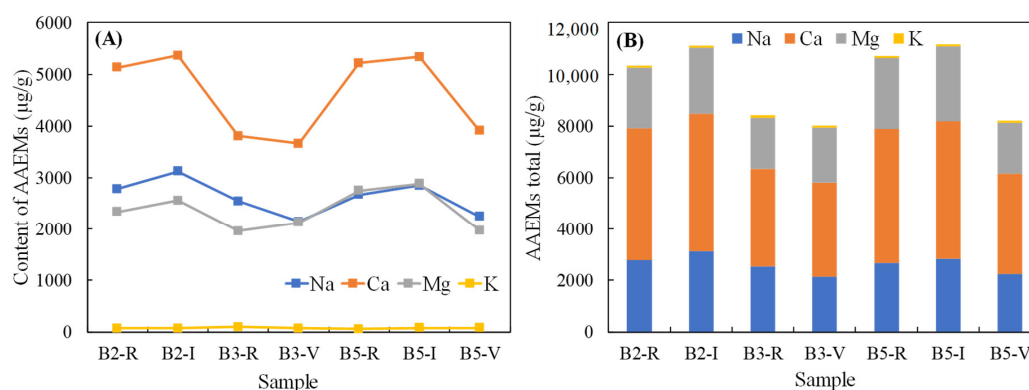 (A)
Content of AAEMs (μg/g)
6000
5000
4000
3000
2000
1000
0
Na Ca Mg K
B2-R B2-I B3-R B3-V B5-R B5-I B5-V
Sample
(B)
Na Ca Mg K
AAEMs total (μg/g)
12,000
10,000
8000
6000
4000
2000
0
B2-R B2-I B3-R B3-V B5-R B5-I B5-V
Sample